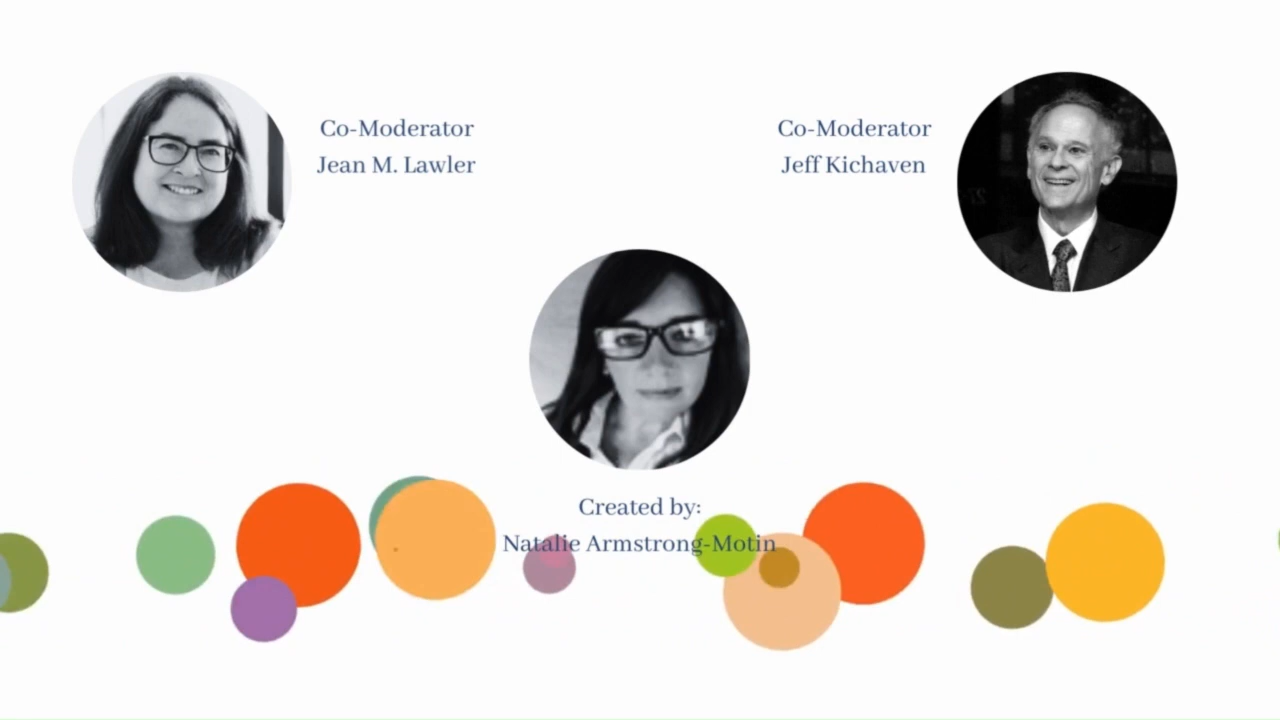 Co-Moderator
Jean M. Lawler
Co-Moderator
Jeff Kichaven
Created by:
Natalie Armstrong-Motin